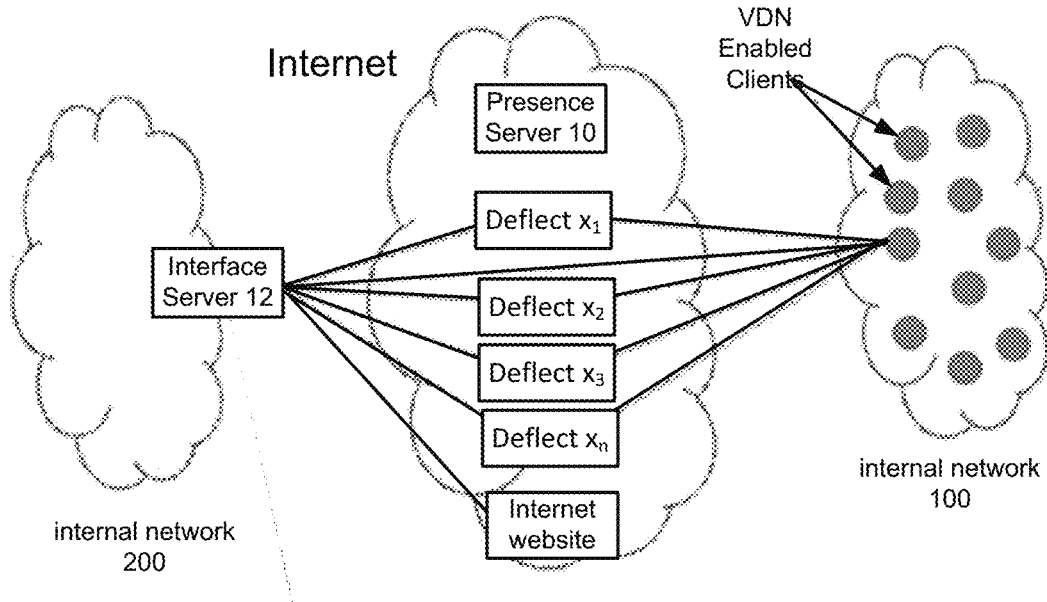 Internet
VDN
Enabled
Clients
Presence
Server 10
Deflect x₁
Interface
Server 12
Deflect x₂
Deflect x₃
Deflect xₙ
Internet
website
internal network
200
internal network
100